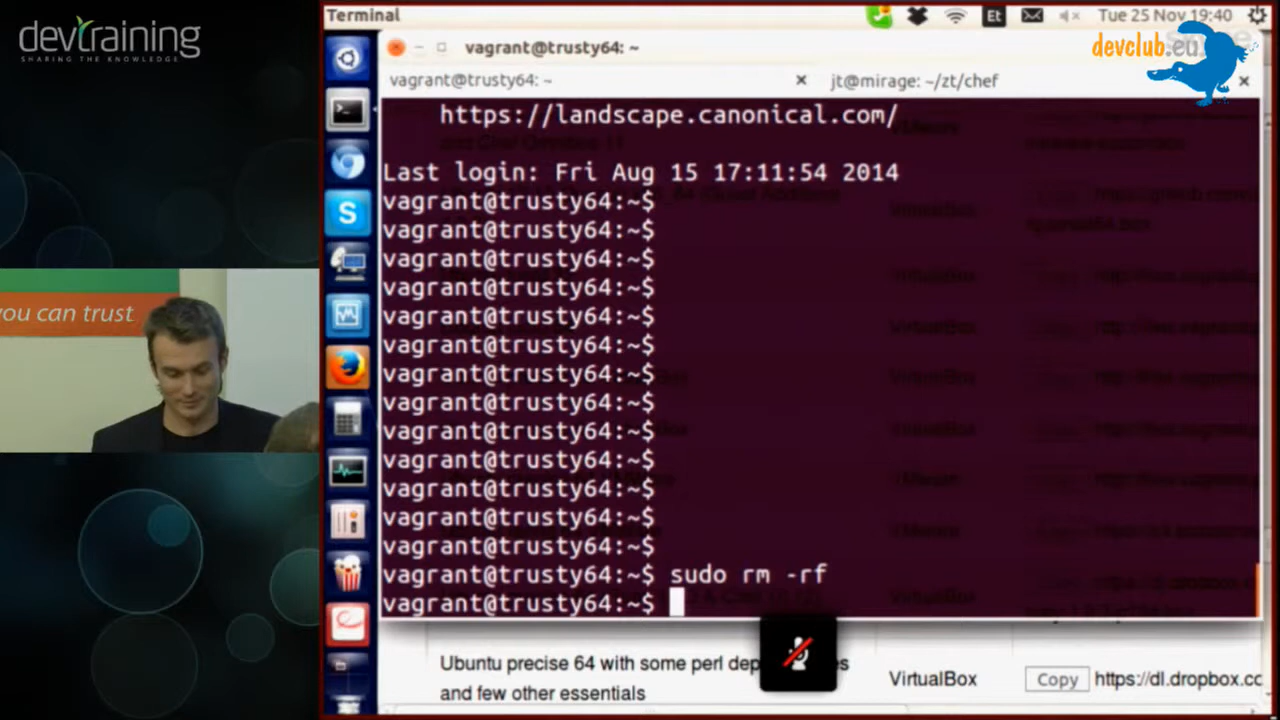 devtraining
SHARING THE KNOWLEDGE
you can trust
Terminal
Et
Tue 25 Nov 19:40
devclub.eu
vagrant@trusty64: ~
vagrant@trusty64: ~
jt@mirage: ~/zt/chef
https://landscape.canonical.com/
Last login: Fri Aug 15 17:11:54 2014
vagrant@trusty64:~$
vagrant@trusty64:~$
vagrant@trusty64:~$
vagrant@trusty64:~$
vagrant@trusty64:~$
vagrant@trusty64:~$
vagrant@trusty64:~$
vagrant@trusty64:~$
vagrant@trusty64:~$
vagrant@trusty64:~$
vagrant@trusty64:~$
vagrant@trusty64:~$
vagrant@trusty64:~$
vagrant@trusty64:~$ sudo rm -rf
vagrant@trusty64:~$
Ubuntu precise 64 with some perl dep
and few other essentials
VirtualBox
Copy
https://dl.dropbox.cc